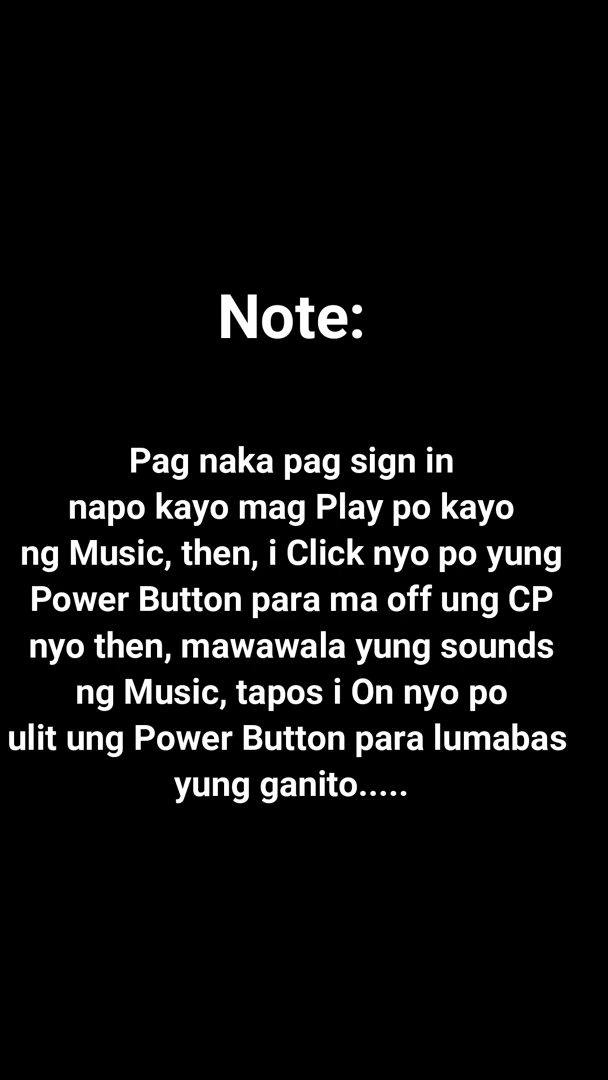 Note:
Pag naka pag sign in
napo kayo mag Play po kayo
ng Music, then, i Click nyo po yung
Power Button para ma off ung CP
nyo then, mawawala yung sounds
ng Music, tapos i On nyo po
ulit ung Power Button para lumabas
yung ganito.....